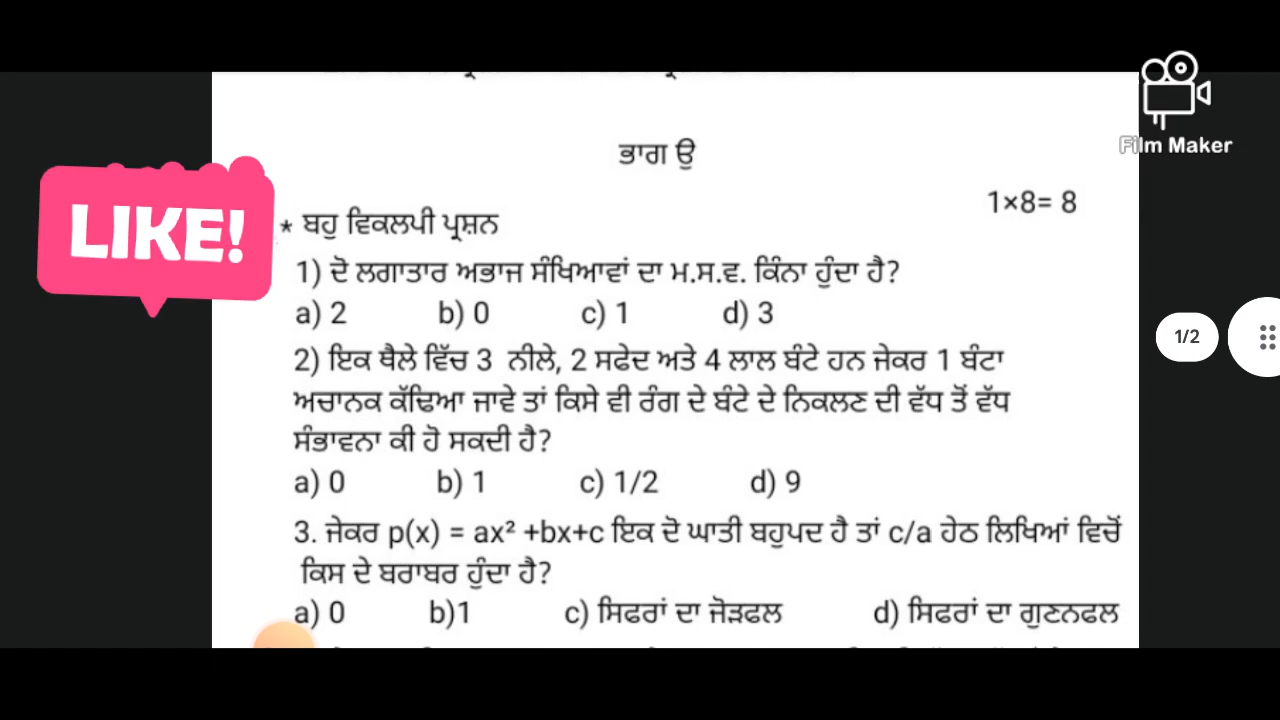 Film Maker
ਭਾਗ ੳ
1×8= 8
LIKE!
* ਬਹੁ ਵਿਕਲਪੀ ਪ੍ਰਸ਼ਨ
1) ਦੋ ਲਗਾਤਾਰ ਅਭਾਜ ਸੰਖਿਆਵਾਂ ਦਾ ਮ.ਸ.ਵ. ਕਿੰਨਾ ਹੁੰਦਾ ਹੈ?
a) 2 b) 0 c) 1 d) 3
1/2
2) ਇਕ ਥੈਲੇ ਵਿੱਚ 3 ਨੀਲੇ, 2 ਸਫੇਦ ਅਤੇ 4 ਲਾਲ ਬੰਟੇ ਹਨ ਜੇਕਰ 1 ਬੰਟਾ
ਅਚਾਨਕ ਕੱਢਿਆ ਜਾਵੇ ਤਾਂ ਕਿਸੇ ਵੀ ਰੰਗ ਦੇ ਬੰਟੇ ਦੇ ਨਿਕਲਣ ਦੀ ਵੱਧ ਤੋਂ ਵੱਧ
ਸੰਭਾਵਨਾ ਕੀ ਹੋ ਸਕਦੀ ਹੈ?
a) 0 b) 1 c) 1/2 d) 9
3. ਜੇਕਰ p(x) = ax² +bx+c ਇਕ ਦੋ ਘਾਤੀ ਬਹੁਪਦ ਹੈ ਤਾਂ c/a ਹੇਠ ਲਿਖਿਆਂ ਵਿਚੋਂ
ਕਿਸ ਦੇ ਬਰਾਬਰ ਹੁੰਦਾ ਹੈ?
a) 0 b)1 c) ਸਿਫਰਾਂ ਦਾ ਜੋੜਫਲ d) ਸਿਫਰਾਂ ਦਾ ਗੁਣਨਫਲ